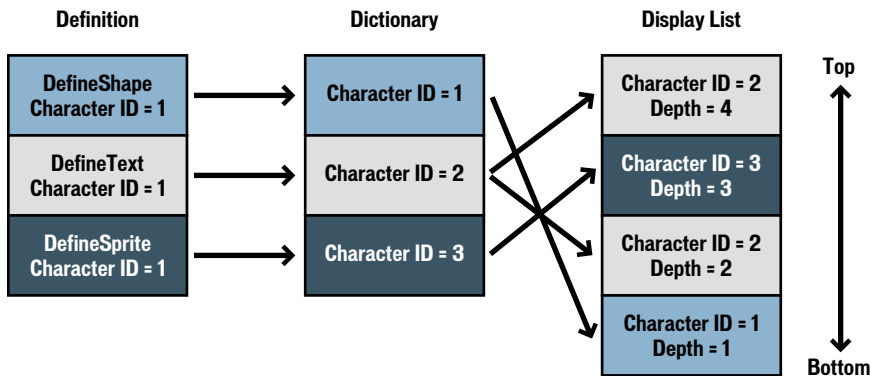 Definition
DefineShape
Character ID = 1
DefineText
Character ID = 1
DefineSprite
Character ID = 1
Dictionary
Character ID = 1
Character ID = 2
Character ID = 3
Display List
Character ID = 2
Depth = 4
Character ID = 3
Depth = 3
Character ID = 2
Depth = 2
Character ID = 1
Depth = 1
Top
Bottom